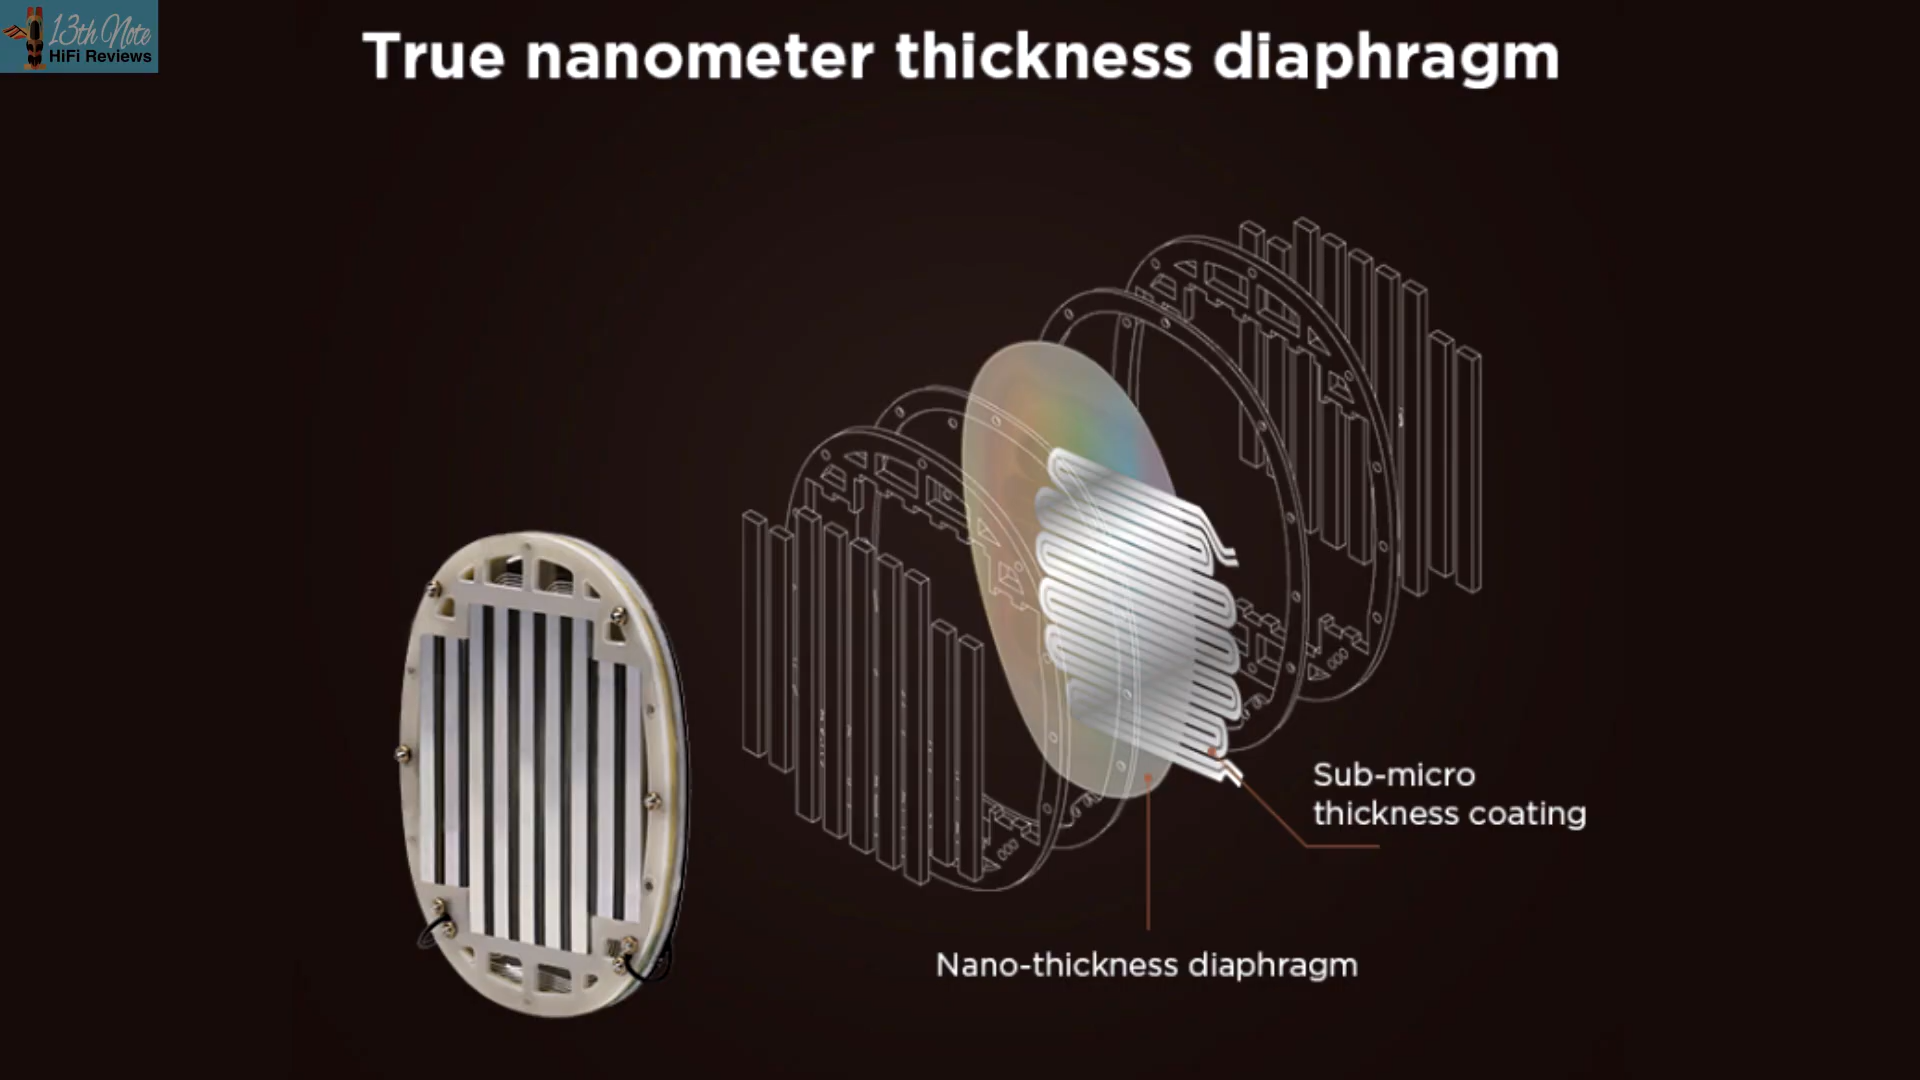 13th Note
HiFi Reviews
True nanometer thickness diaphragm
Sub-micro
thickness coating
Nano-thickness diaphragm